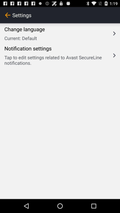 1:19
Settings
Change language
Current: Default
Notification settings
Tap to edit settings related to Avast SecureLine
notifications.